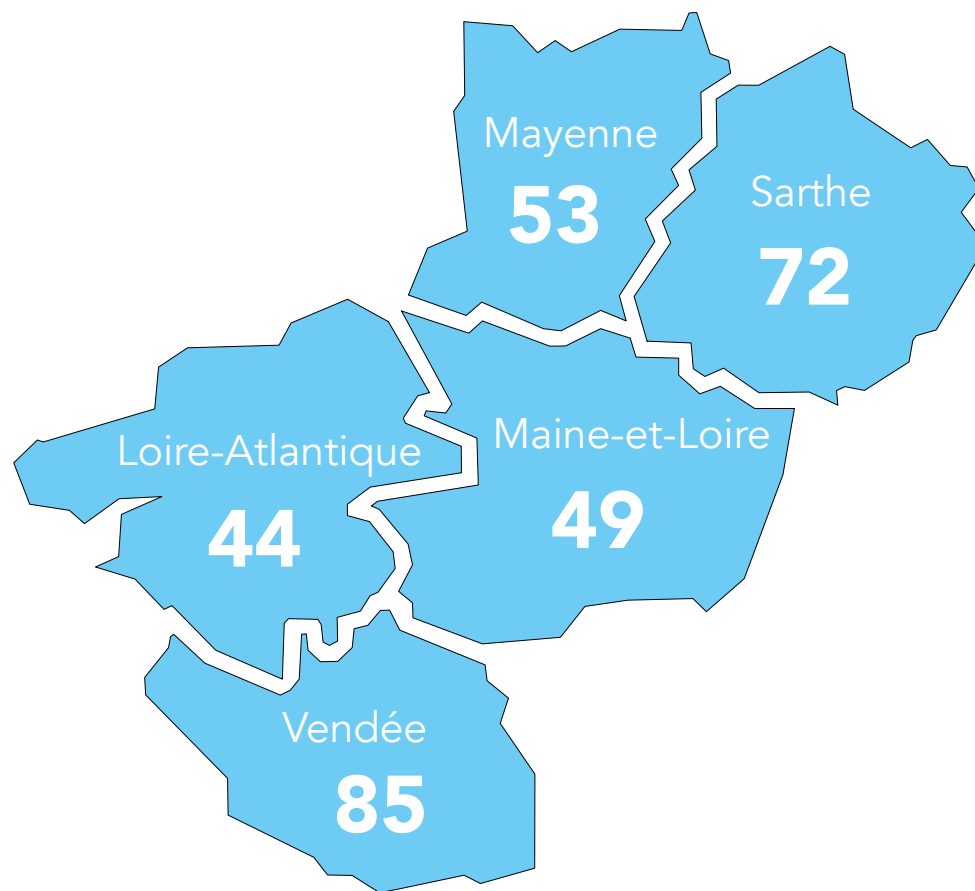 Mayenne
53
Sarthe
72
Loire-Atlantique
44
Maine-et-Loire
49
Vendée
85